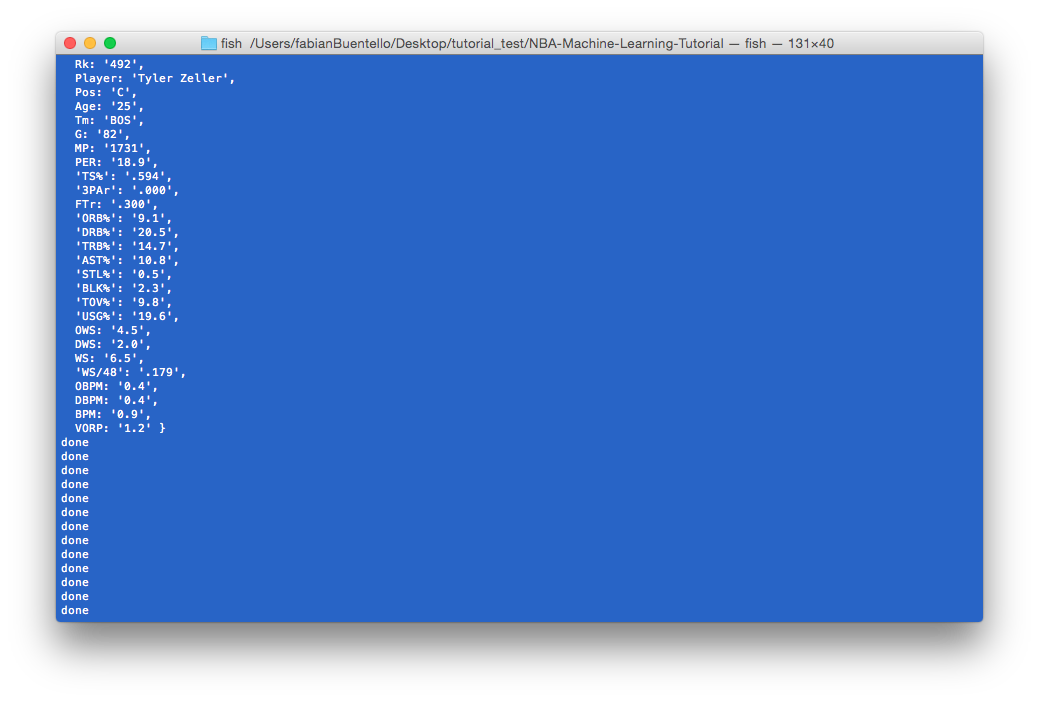 fish /Users/fabianBuentello/Desktop/tutorial_test/NBA-Machine-Learning-Tutorial — fish — 131×40
Rk: '492',
Player: 'Tyler Zeller',
Pos: 'C',
Age: '25',
Tm: 'BOS',
G: '82',
MP: '1731',
PER: '18.9',
'TS%': '.594',
'3PAr': '.000',
FTr: '.300',
'ORB%': '9.1',
'DRB%': '20.5',
'TRB%': '14.7',
'AST%': '10.8',
'STL%': '0.5',
'BLK%': '2.3',
'TOV%': '9.8',
'USG%': '19.6',
OWS: '4.5',
DWS: '2.0',
WS: '6.5',
'WS/48': '.179',
OBPM: '0.4',
DBPM: '0.4',
BPM: '0.9',
VORP: '1.2' }
done
done
done
done
done
done
done
done
done
done
done
done
done